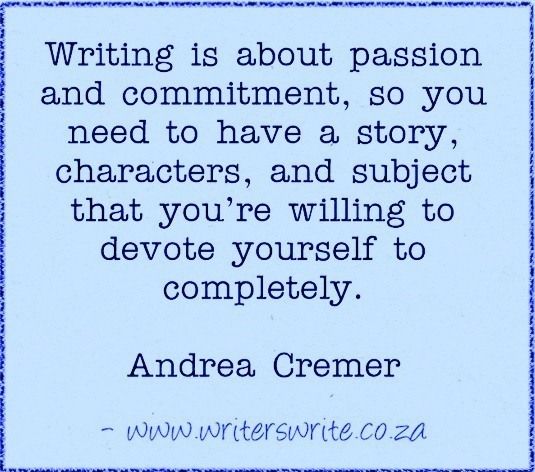 Writing is about passion
and commitment, so you
need to have a story,
characters, and subject
that you're willing to
devote yourself to
completely.
Andrea Cremer
- www.writerswrite.co.za